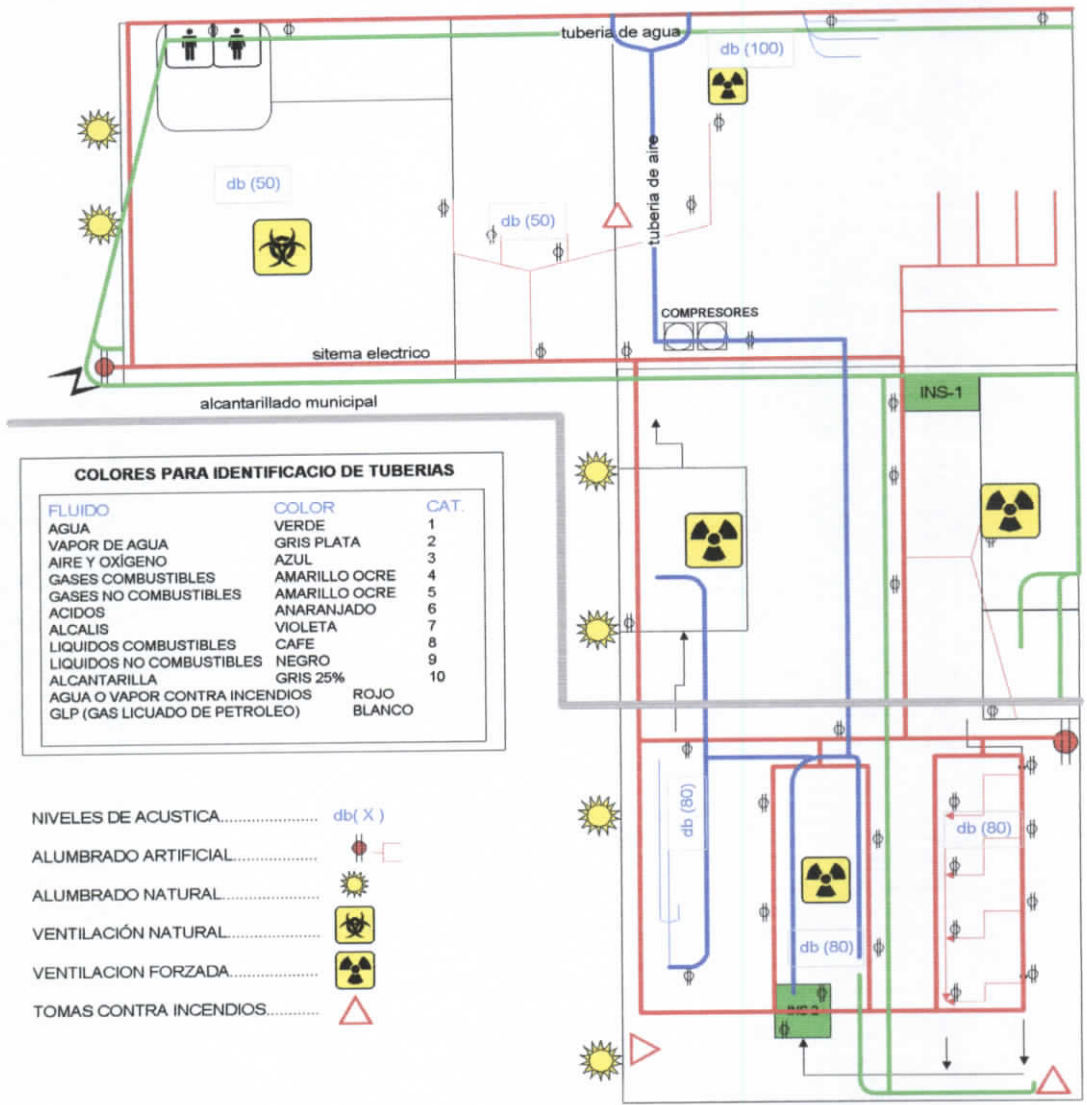 tuberia de agua
db (100)
tuberia de aire
db (50)
db (50)
COMPRESORES
sitema electrico
INS-1
alcantarillado municipal
COLORES PARA IDENTIFICACIO DE TUBERIAS
FLUIDO COLOR CAT.
AGUA VERDE 1
VAPOR DE AGUA GRIS PLATA 2
AIRE Y OXÍGENO AZUL 3
GASES COMBUSTIBLES AMARILLO OCRE 4
GASES NO COMBUSTIBLES AMARILLO OCRE 5
ACIDOS ANARANJADO 6
ALCALIS VIOLETA 7
LIQUIDOS COMBUSTIBLES CAFE 8
LIQUIDOS NO COMBUSTIBLES NEGRO 9
ALCANTARILLA GRIS 25% 10
AGUA O VAPOR CONTRA INCENDIOS ROJO
GLP (GAS LICUADO DE PETROLEO) BLANCO
db (80)
db (80)
db (80)
INS-2
NIVELES DE ACUSTICA.................. db( X )
ALUMBRADO ARTIFICIAL...............
ALUMBRADO NATURAL..................
VENTILACIÓN NATURAL.................
VENTILACION FORZADA................
TOMAS CONTRA INCENDIOS..........